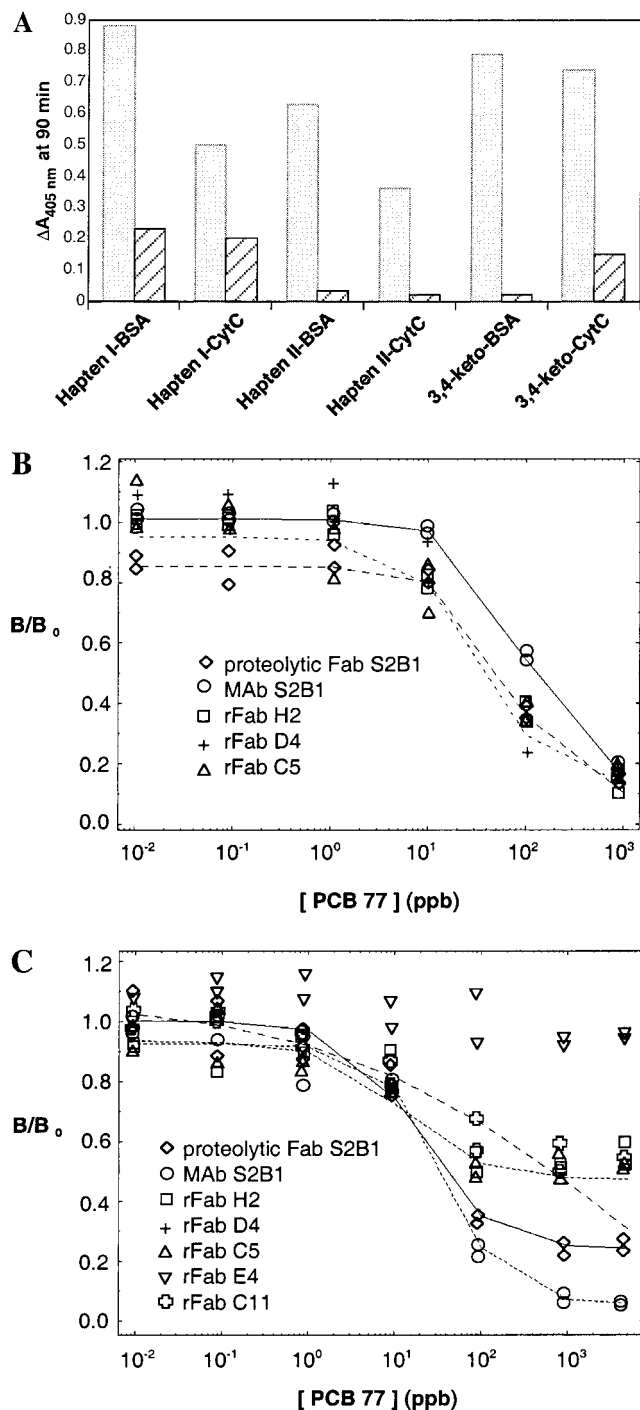 A
ΔA405 nm at 90 min
0.9
0.8
0.7
0.6
0.5
0.4
0.3
0.2
0.1
0
Hapten I-BSA
Hapten I-CytC
Hapten II-BSA
Hapten II-CytC
3,4-keto-BSA
3,4-keto-CytC
B
B/B0
1.2
1.0
0.8
0.6
0.4
0.2
0.0
proteolytic Fab S2B1
MAb S2B1
rFab H2
rFab D4
rFab C5
10-2 10-1 100 101 102 103
[ PCB 77 ] (ppb)
C
B/B0
1.2
1.0
0.8
0.6
0.4
0.2
0.0
proteolytic Fab S2B1
MAb S2B1
rFab H2
rFab D4
rFab C5
rFab E4
rFab C11
10-2 10-1 100 101 102 103
[ PCB 77 ] (ppb)